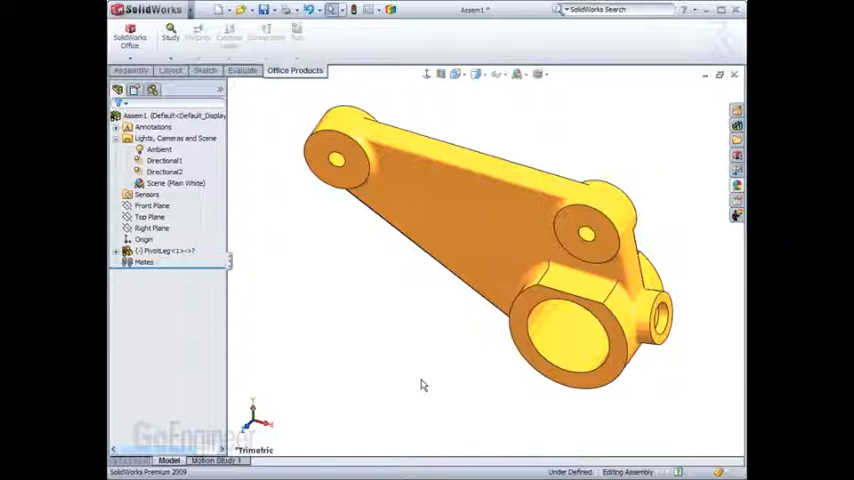 SolidWorks
Assem1 *
SolidWorks Search
SolidWorks Office
Study
Assembly Layout Sketch Evaluate Office Products
Assem1 (Default<Default_Display
Annotations
Lights, Cameras and Scene
Ambient
Directional1
Directional2
Scene (Plain White)
Sensors
Front Plane
Top Plane
Right Plane
Origin
(-) PivotLeg<1>->?
Mates
Y
X
Z
GoEngineer
*Trimetric
Model Motion Study 1
SolidWorks Premium 2009
Under Defined
Editing Assembly